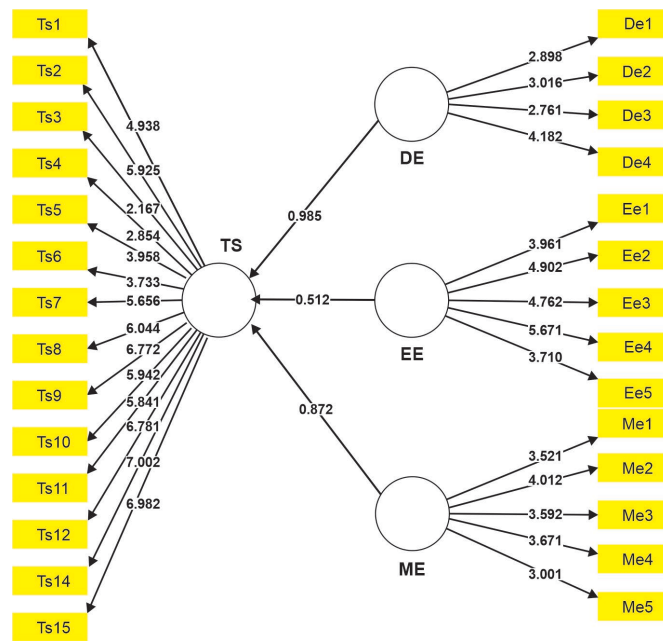 Ts1
Ts2
Ts3
Ts4
Ts5
Ts6
Ts7
Ts8
Ts9
Ts10
Ts11
Ts12
Ts14
Ts15
4.938
5.925
2.167
2.854
3.958
3.733
5.656
6.044
6.772
5.942
5.841
6.781
7.002
6.982
TS
0.985
0.512
0.872
DE
EE
ME
2.898
3.016
2.761
4.182
3.961
4.902
4.762
5.671
3.710
3.521
4.012
3.592
3.671
3.001
De1
De2
De3
De4
Ee1
Ee2
Ee3
Ee4
Ee5
Me1
Me2
Me3
Me4
Me5